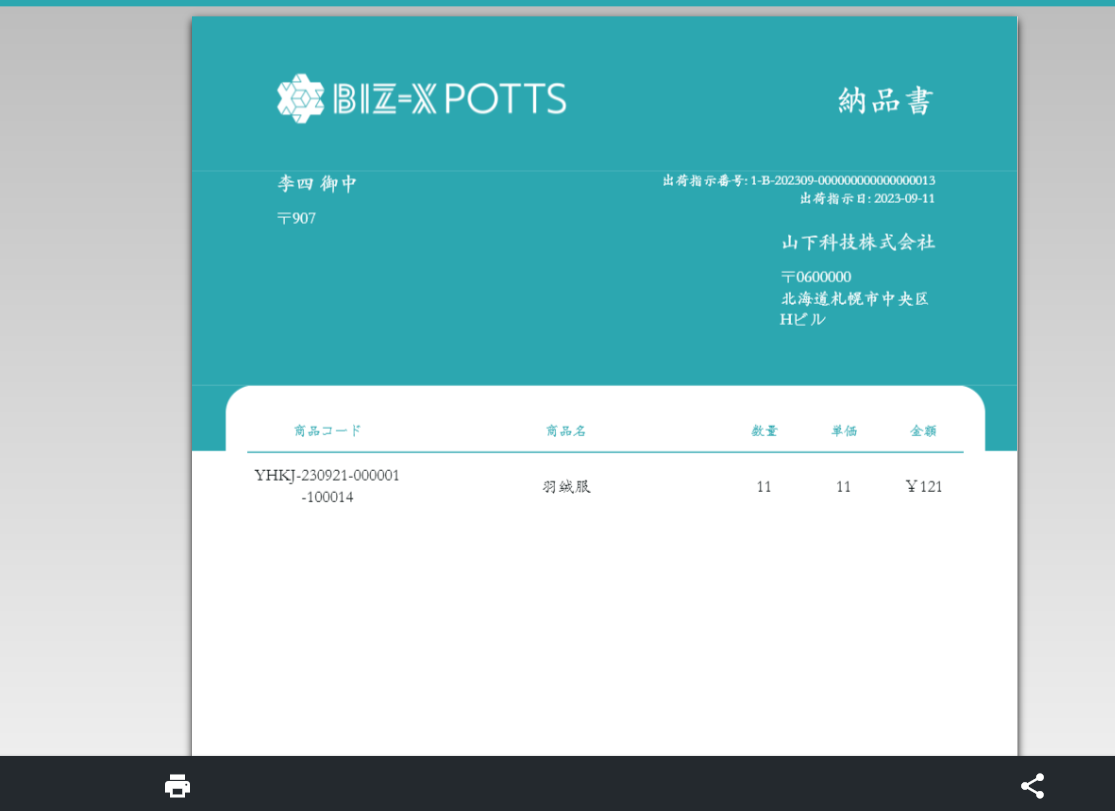 BIZ=X POTTS
納品書
李四 御中
〒907
出荷指示番号: 1-B-202309-000000000000000013
出荷指示日: 2023-09-11
山下科技株式会社
〒0600000
北海道札幌市中央区
Hビル
商品コード 商品名 数量 単価 金額
YHKJ-230921-000001
-100014 羽绒服 11 11 ￥121